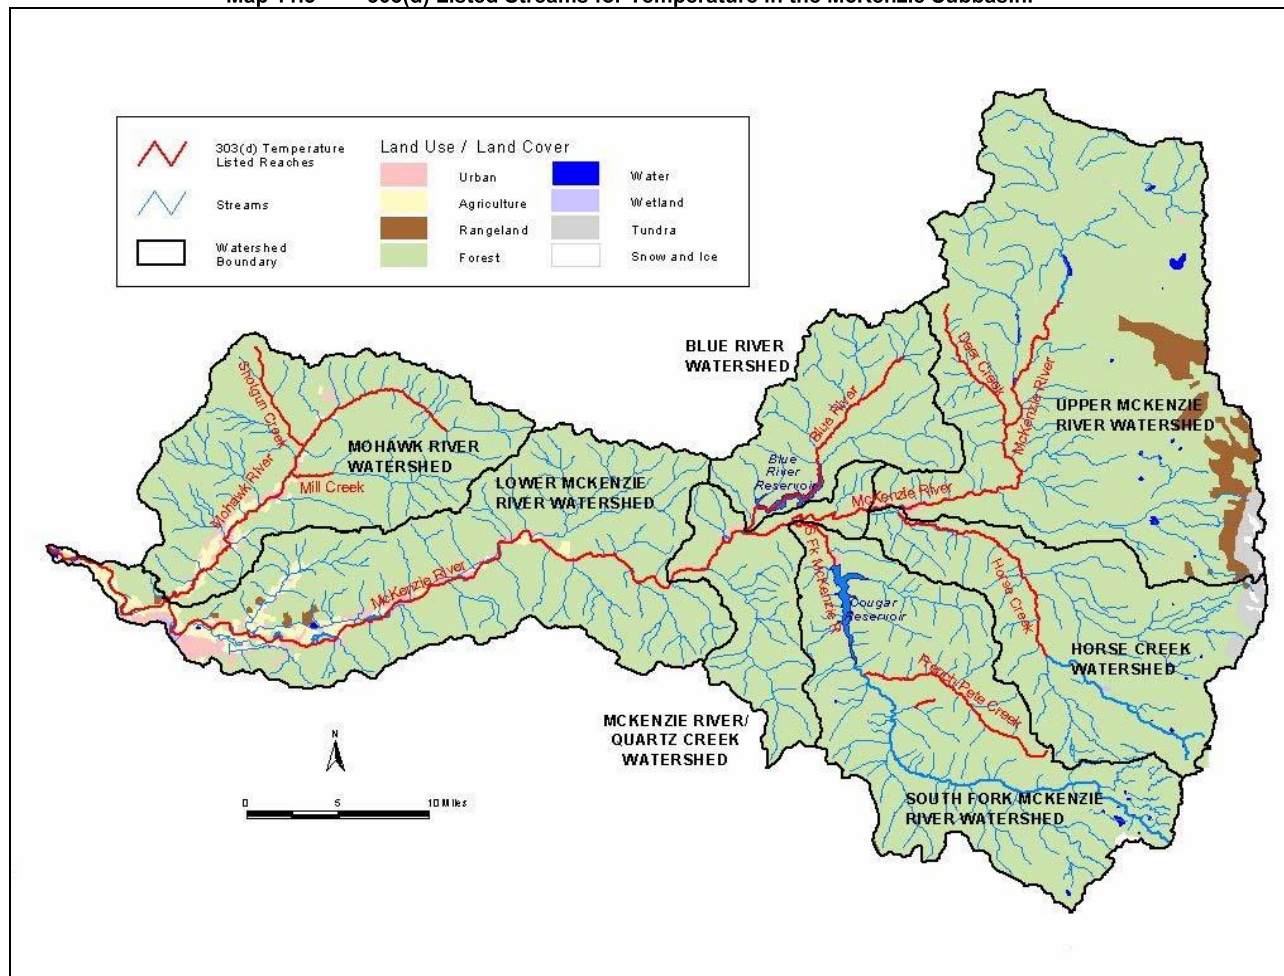 303(d) Listed Streams for Temperature in the McKenzie Subbasin.
303(d) Temperature
Listed Reaches
Streams
Watershed
Boundary
Land Use / Land Cover
Urban
Agriculture
Rangeland
Forest
Water
Wetland
Tundra
Snow and Ice
BLUE RIVER
WATERSHED
Deer Creek
McKenzie River
UPPER MCKENZIE
RIVER WATERSHED
Blue River
Shotgun Creek
MOHAWK RIVER
WATERSHED
Mohawk River
Mill Creek
LOWER MCKENZIE
RIVER WATERSHED
Blue
River
Reservoir
McKenzie River
McKenzie River
S Fk McKenzie R
Horse Creek
Cougar
Reservoir
French Pete Creek
HORSE CREEK
WATERSHED
MCKENZIE RIVER/
QUARTZ CREEK
WATERSHED
SOUTH FORK MCKENZIE
RIVER WATERSHED
N
0 5 10 Miles